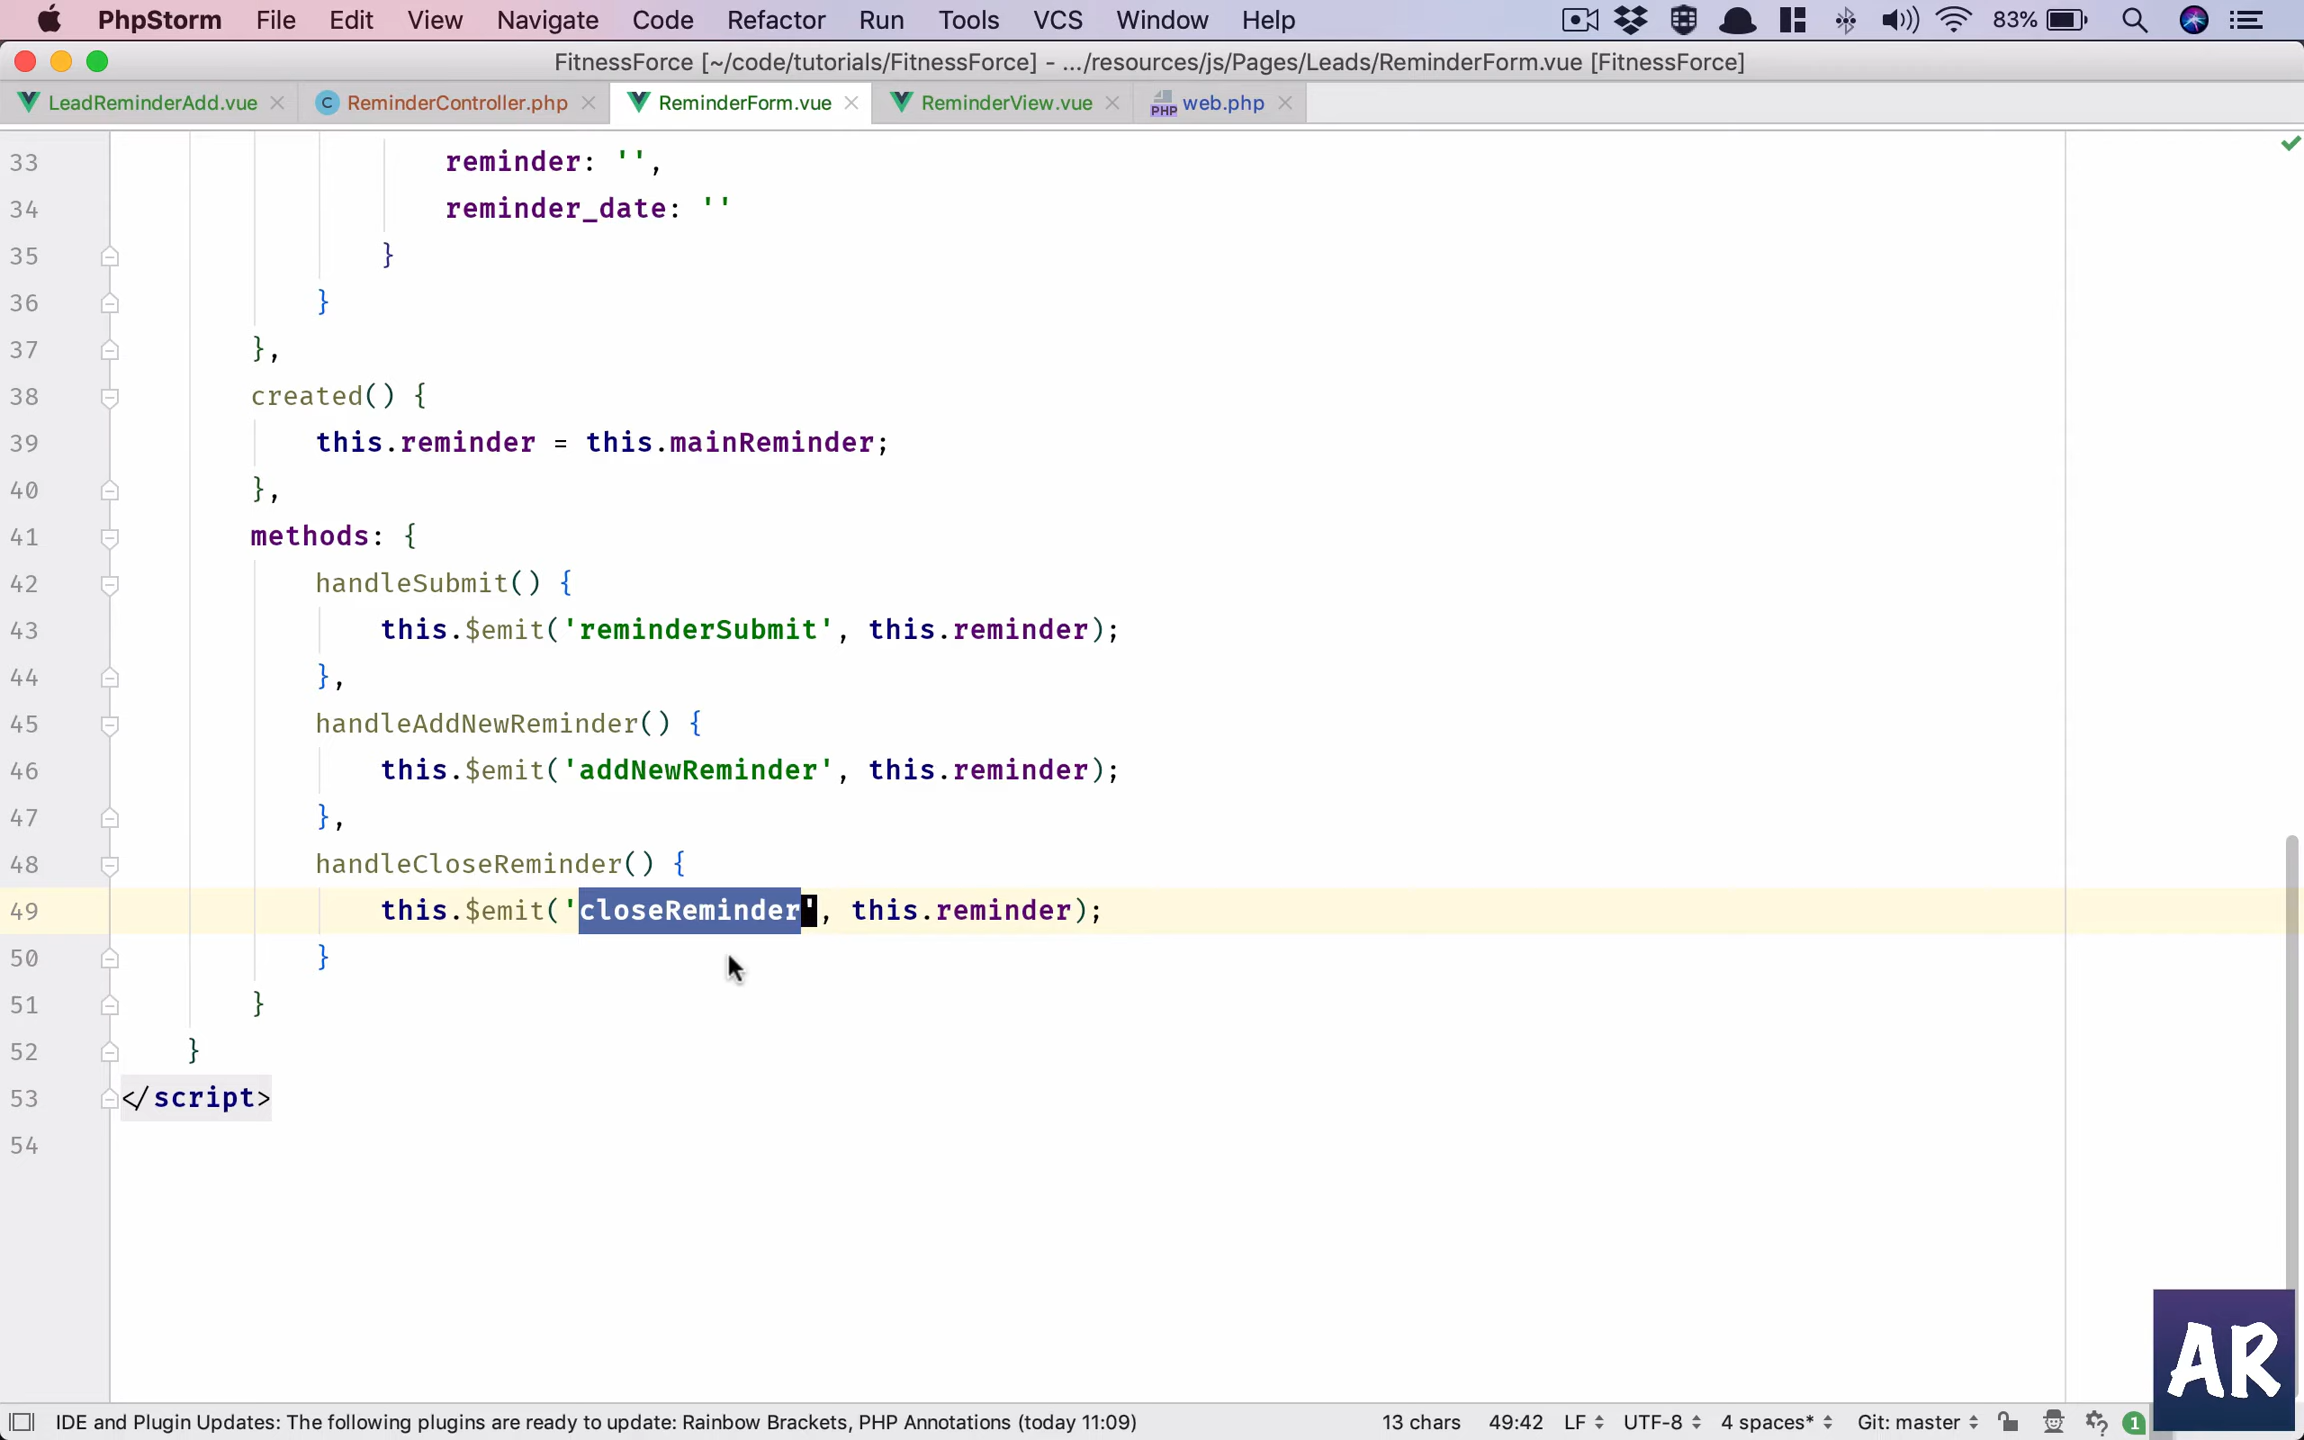 PhpStorm File Edit View Navigate Code Refactor Run Tools VCS Window Help 83%
FitnessForce [~/code/tutorials/FitnessForce] - .../resources/js/Pages/Leads/ReminderForm.vue [FitnessForce]
LeadReminderAdd.vue C ReminderController.php ReminderForm.vue ReminderView.vue PHP web.php
33 reminder: '',
34 reminder_date: ''
35 }
36 }
37 },
38 created() {
39 this.reminder = this.mainReminder;
40 },
41 methods: {
42 handleSubmit() {
43 this.$emit('reminderSubmit', this.reminder);
44 },
45 handleAddNewReminder() {
46 this.$emit('addNewReminder', this.reminder);
47 },
48 handleCloseReminder() {
49 this.$emit('closeReminder', this.reminder);
50 }
51 }
52 }
53 </script>
54
AR
IDE and Plugin Updates: The following plugins are ready to update: Rainbow Brackets, PHP Annotations (today 11:09) 13 chars 49:42 LF UTF-8 4 spaces* Git: master 1